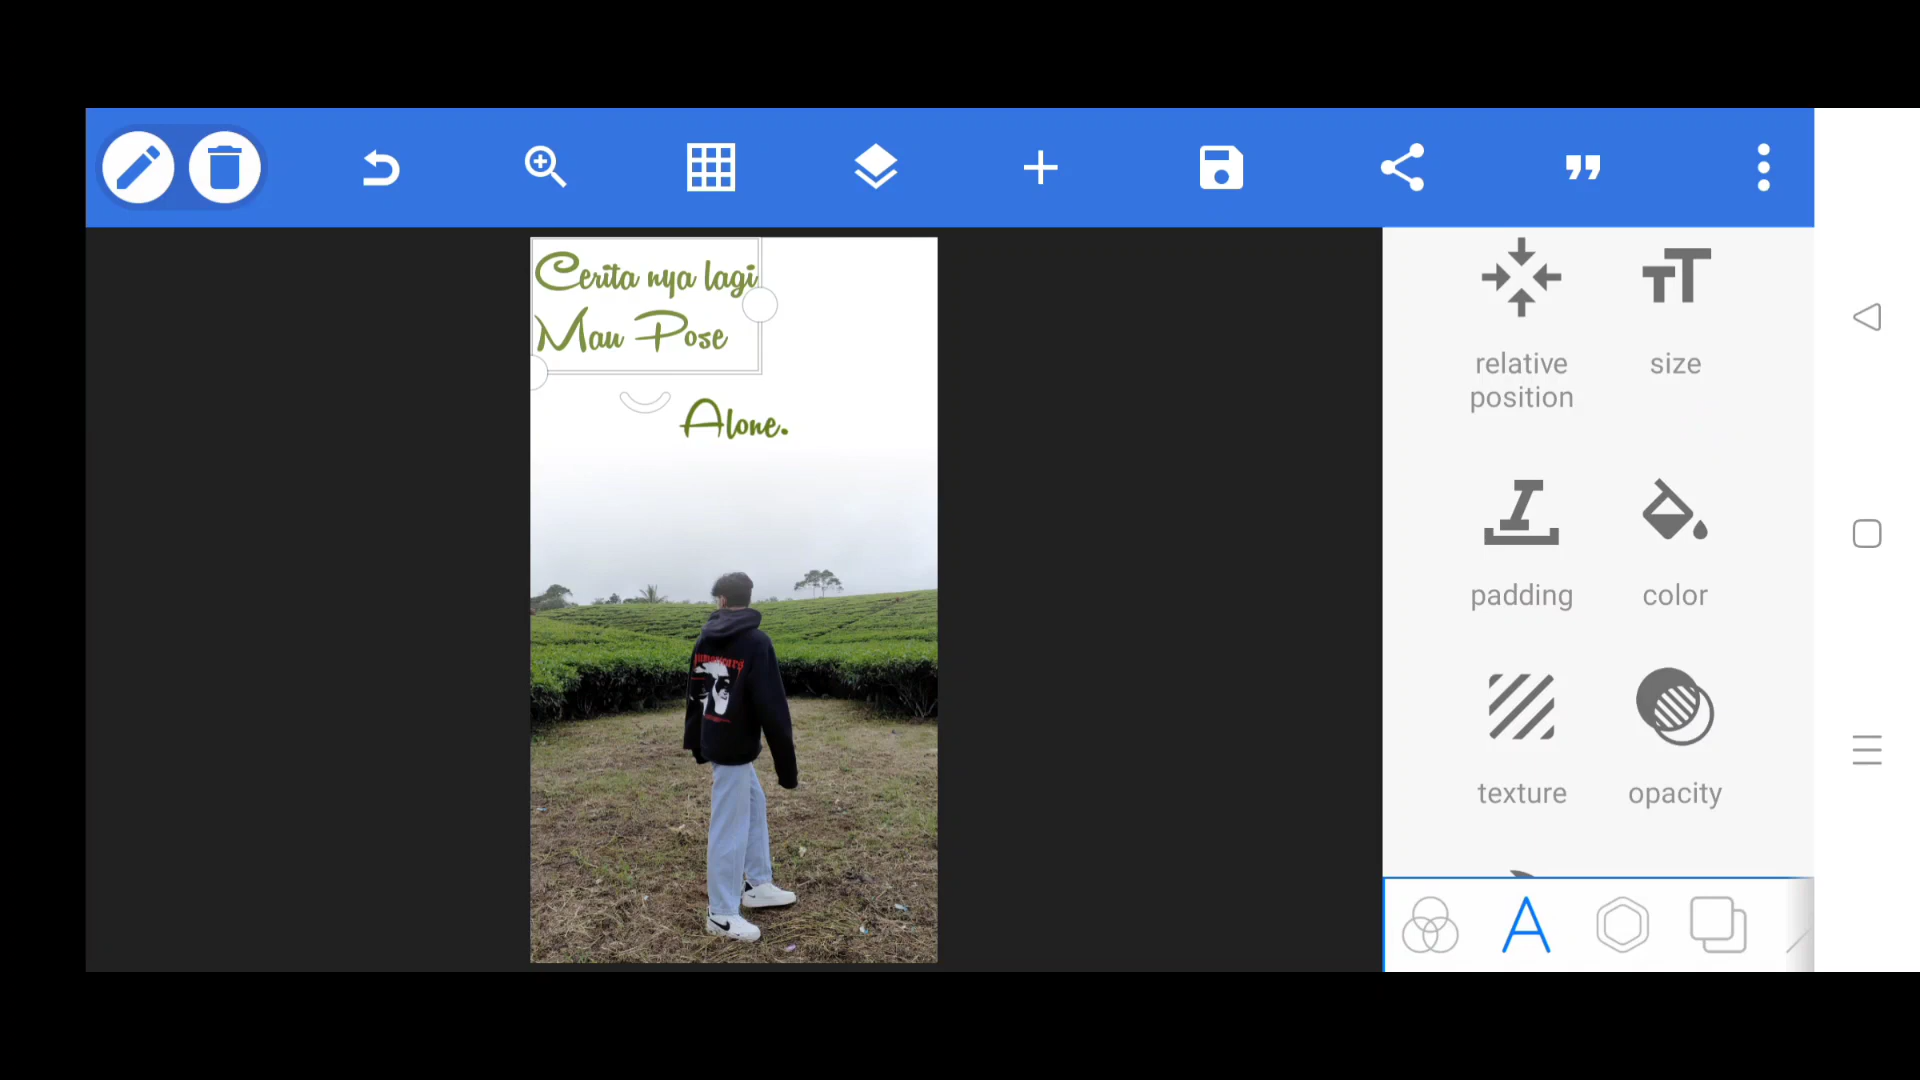 Cerita nya lagi
Mau Pose
Alone.
relative
position
size
padding
color
texture
opacity